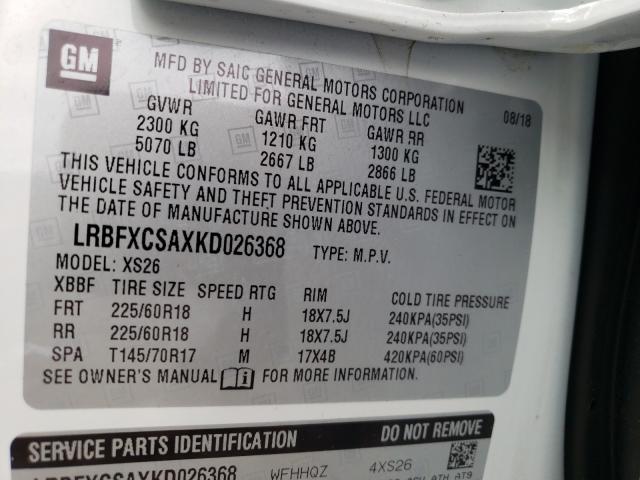 GM
MFD BY SAIC GENERAL MOTORS CORPORATION
LIMITED FOR GENERAL MOTORS LLC
08/18
GVWR GAWR FRT GAWR RR
2300 KG 1210 KG 1300 KG
5070 LB 2667 LB 2866 LB
THIS VEHICLE CONFORMS TO ALL APPLICABLE U.S. FEDERAL MOTOR
VEHICLE SAFETY AND THEFT PREVENTION STANDARDS IN EFFECT ON
THE DATE OF MANUFACTURE SHOWN ABOVE.
LRBFXCSAXKD026368 TYPE: M.P.V.
MODEL: XS26
XBBF TIRE SIZE SPEED RTG RIM COLD TIRE PRESSURE
FRT 225/60R18 H 18X7.5J 240KPA(35PSI)
RR 225/60R18 H 18X7.5J 240KPA(35PSI)
SPA T145/70R17 M 17X4B 420KPA(60PSI)
SEE OWNER'S MANUAL FOR MORE INFORMATION.
SERVICE PARTS IDENTIFICATION DO NOT REMOVE
LRBFXCSAXKD026368 WFHHQZ 4XS26